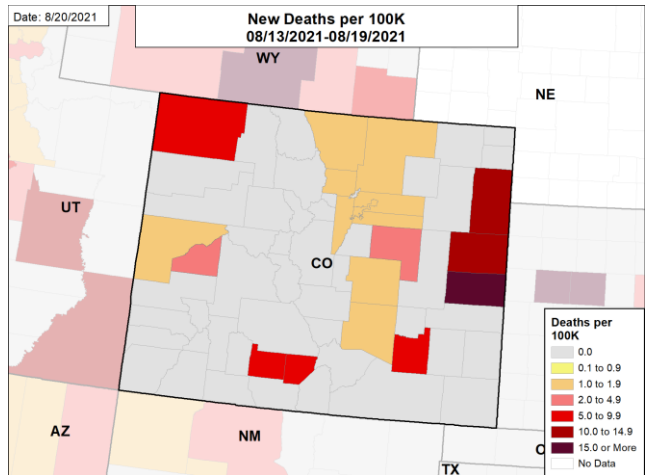 Date: 8/20/2021
New Deaths per 100K
08/13/2021-08/19/2021
WY
NE
UT
CO
Deaths per
100K
0.0
0.1 to 0.9
1.0 to 1.9
2.0 to 4.9
5.0 to 9.9
10.0 to 14.9
15.0 or More
No Data
AZ
NM
O
TX